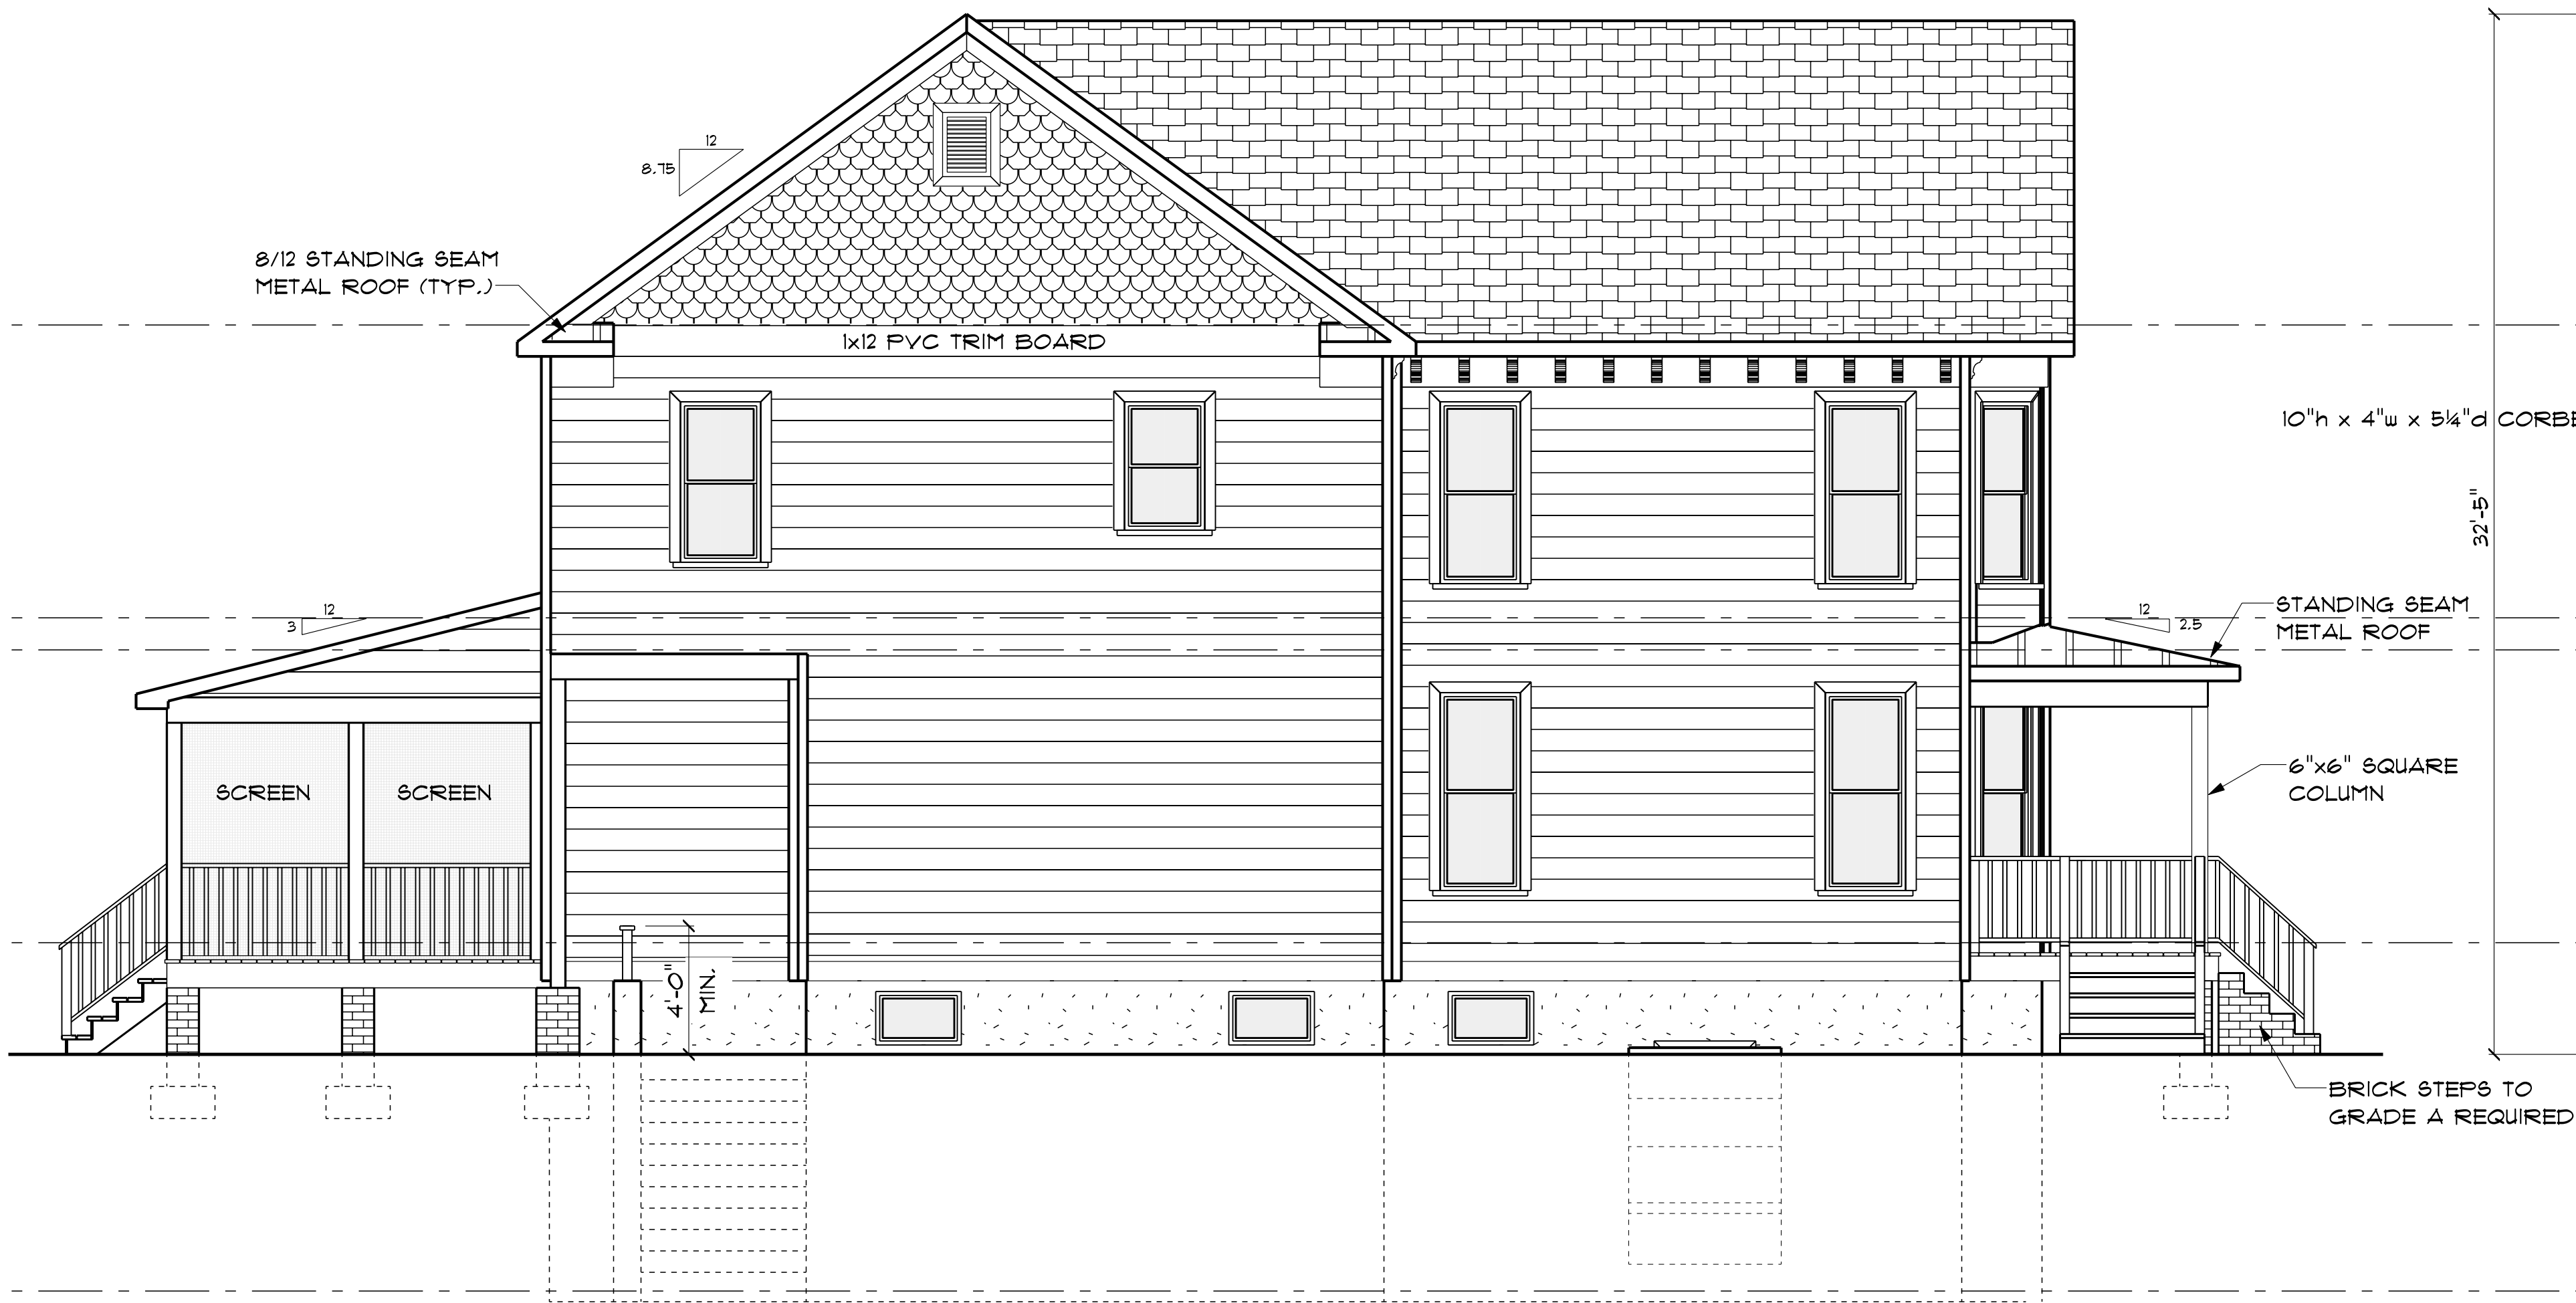 12
8.75
8/12 STANDING SEAM
METAL ROOF (TYP.)
1x12 PVC TRIM BOARD
10"h x 4"w x 5¼"d CORBE
32'-5"
12
3
12
2.5
STANDING SEAM
METAL ROOF
SCREEN
SCREEN
6"x6" SQUARE
COLUMN
4'-0"
MIN.
BRICK STEPS TO
GRADE A REQUIRED